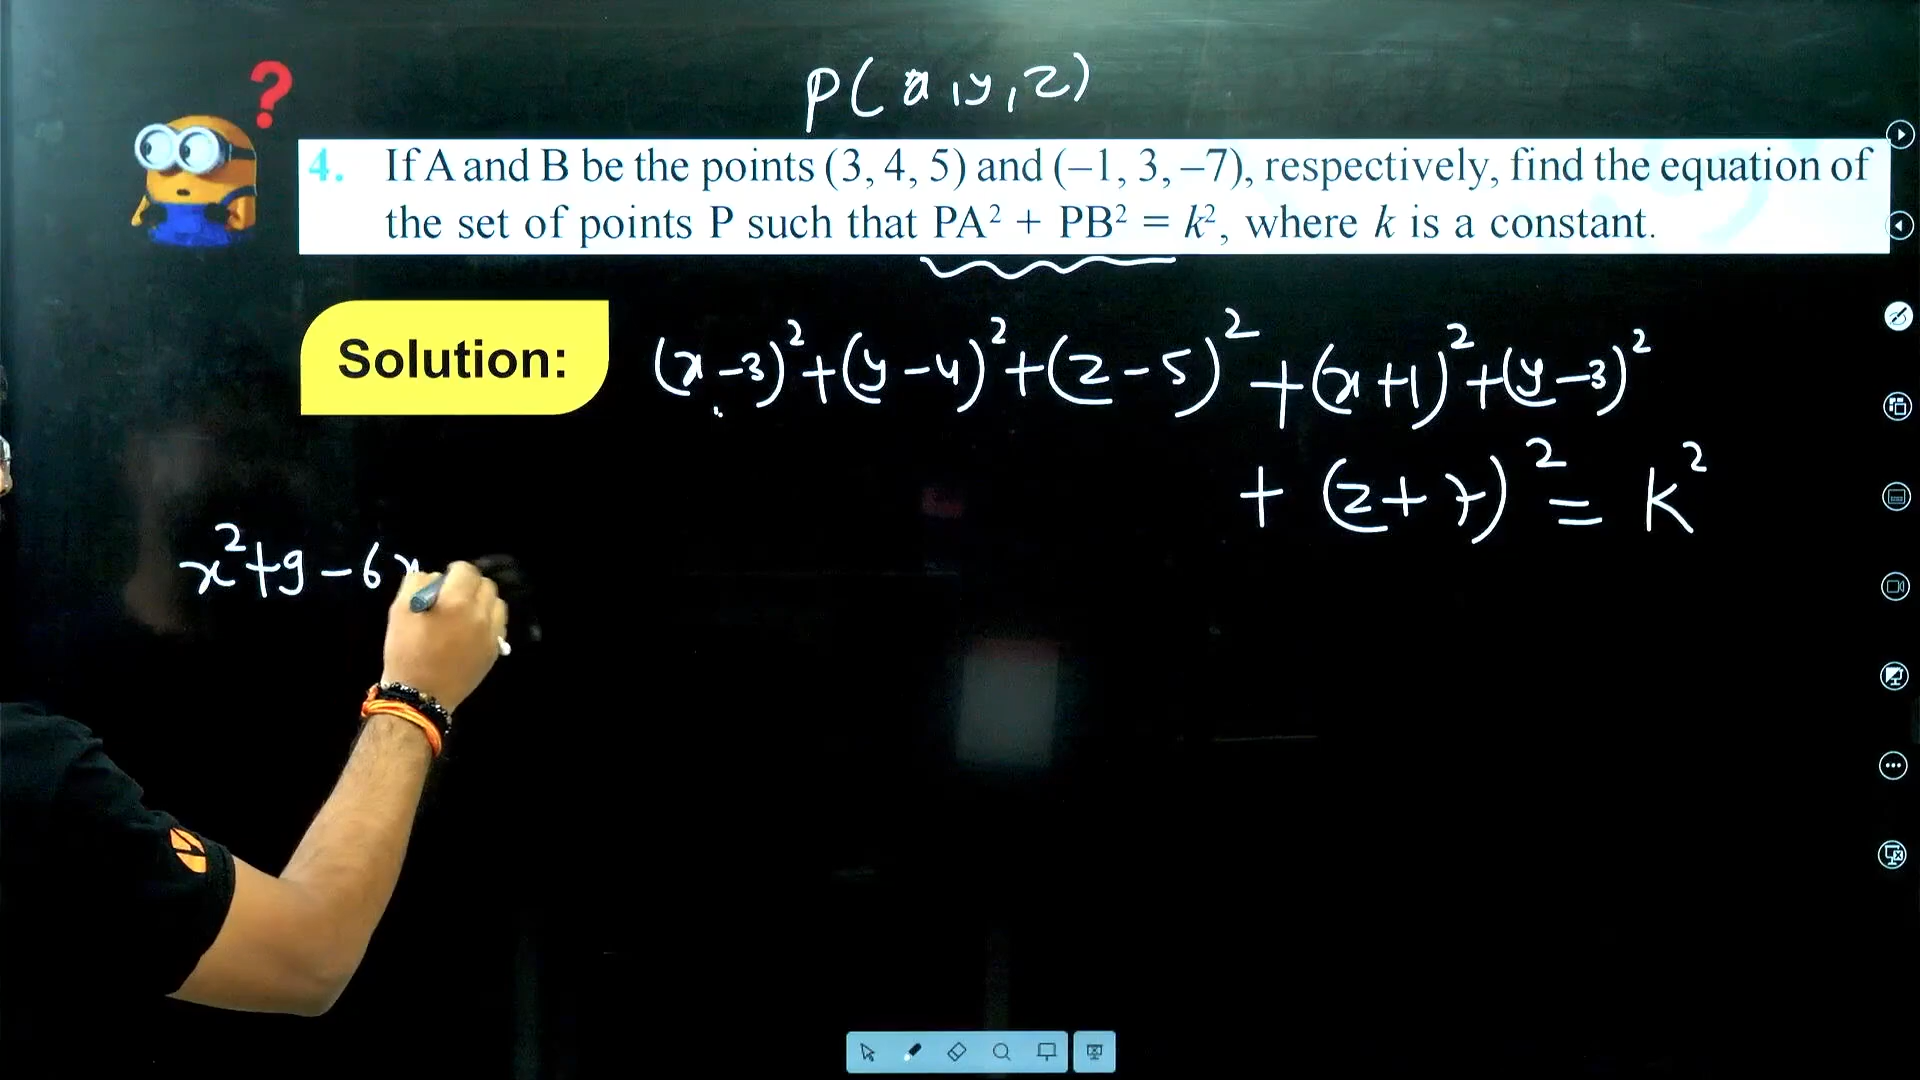 P(x,y,z)
?
4. If A and B be the points (3, 4, 5) and (–1, 3, –7), respectively, find the equation of
the set of points P such that PA² + PB² = k², where k is a constant.
Solution:
(x-3)²+(y-4)²+(z-5)²+(x+1)²+(y-3)²
+(z+7)²=K²
x²+9-6x